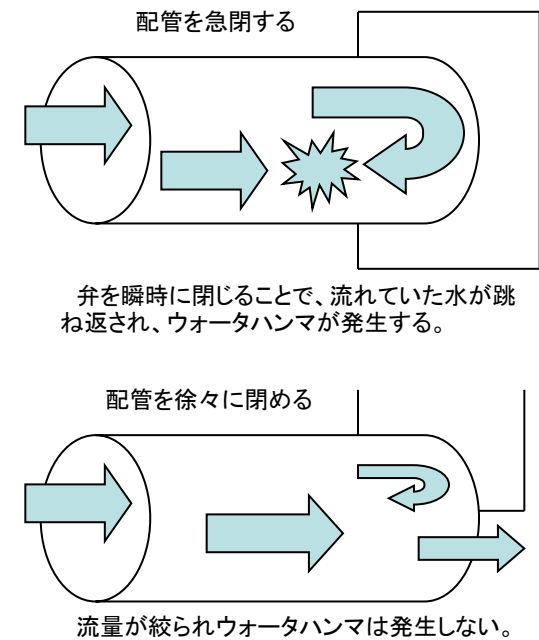 配管を急閉する
弁を瞬時に閉じることで、流れていた水が跳
ね返され、ウォータハンマが発生する。
配管を徐々に閉める
流量が絞られウォータハンマは発生しない。